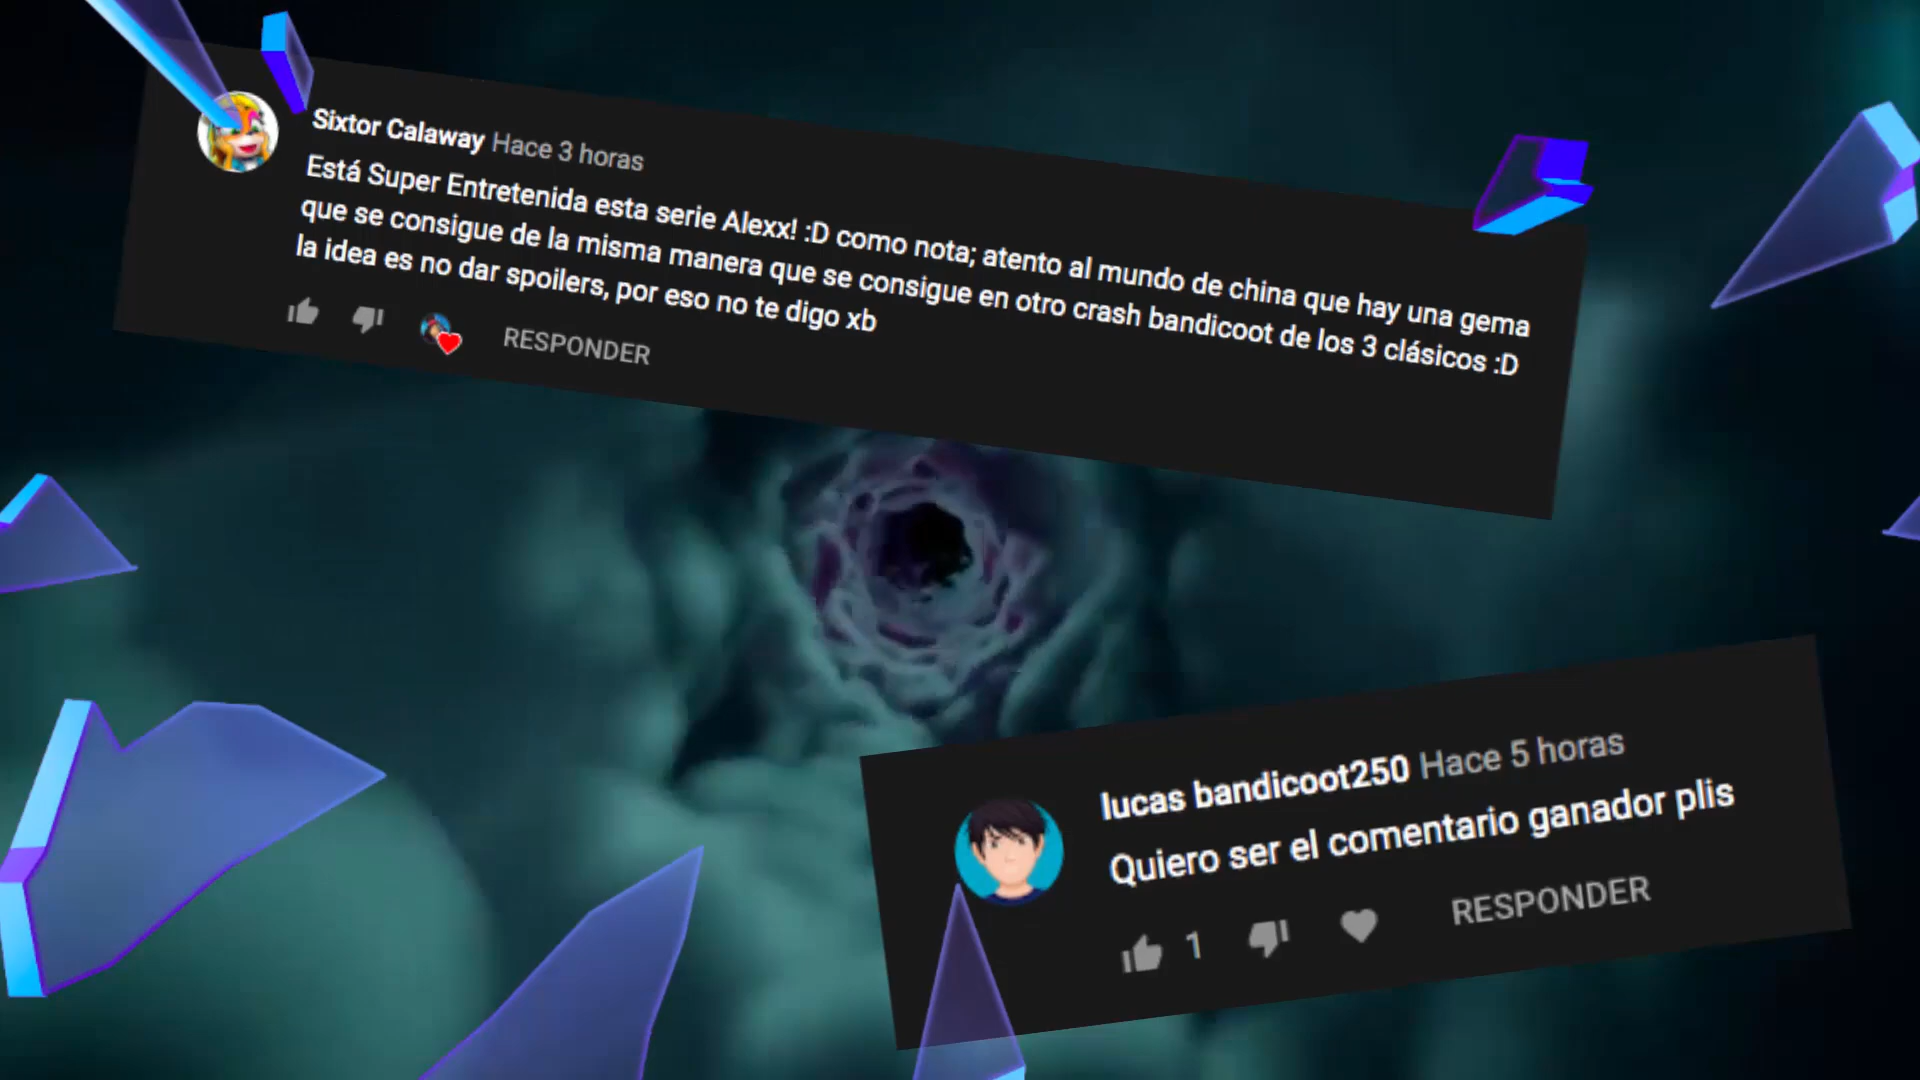 Sixtor Calaway Hace 3 horas
Está Super Entretenida esta serie Alexx! :D como nota; atento al mundo de china que hay una gema
que se consigue de la misma manera que se consigue en otro crash bandicoot de los 3 clásicos :D
la idea es no dar spoilers, por eso no te digo xb
RESPONDER
lucas bandicoot250 Hace 5 horas
Quiero ser el comentario ganador plis
1 RESPONDER